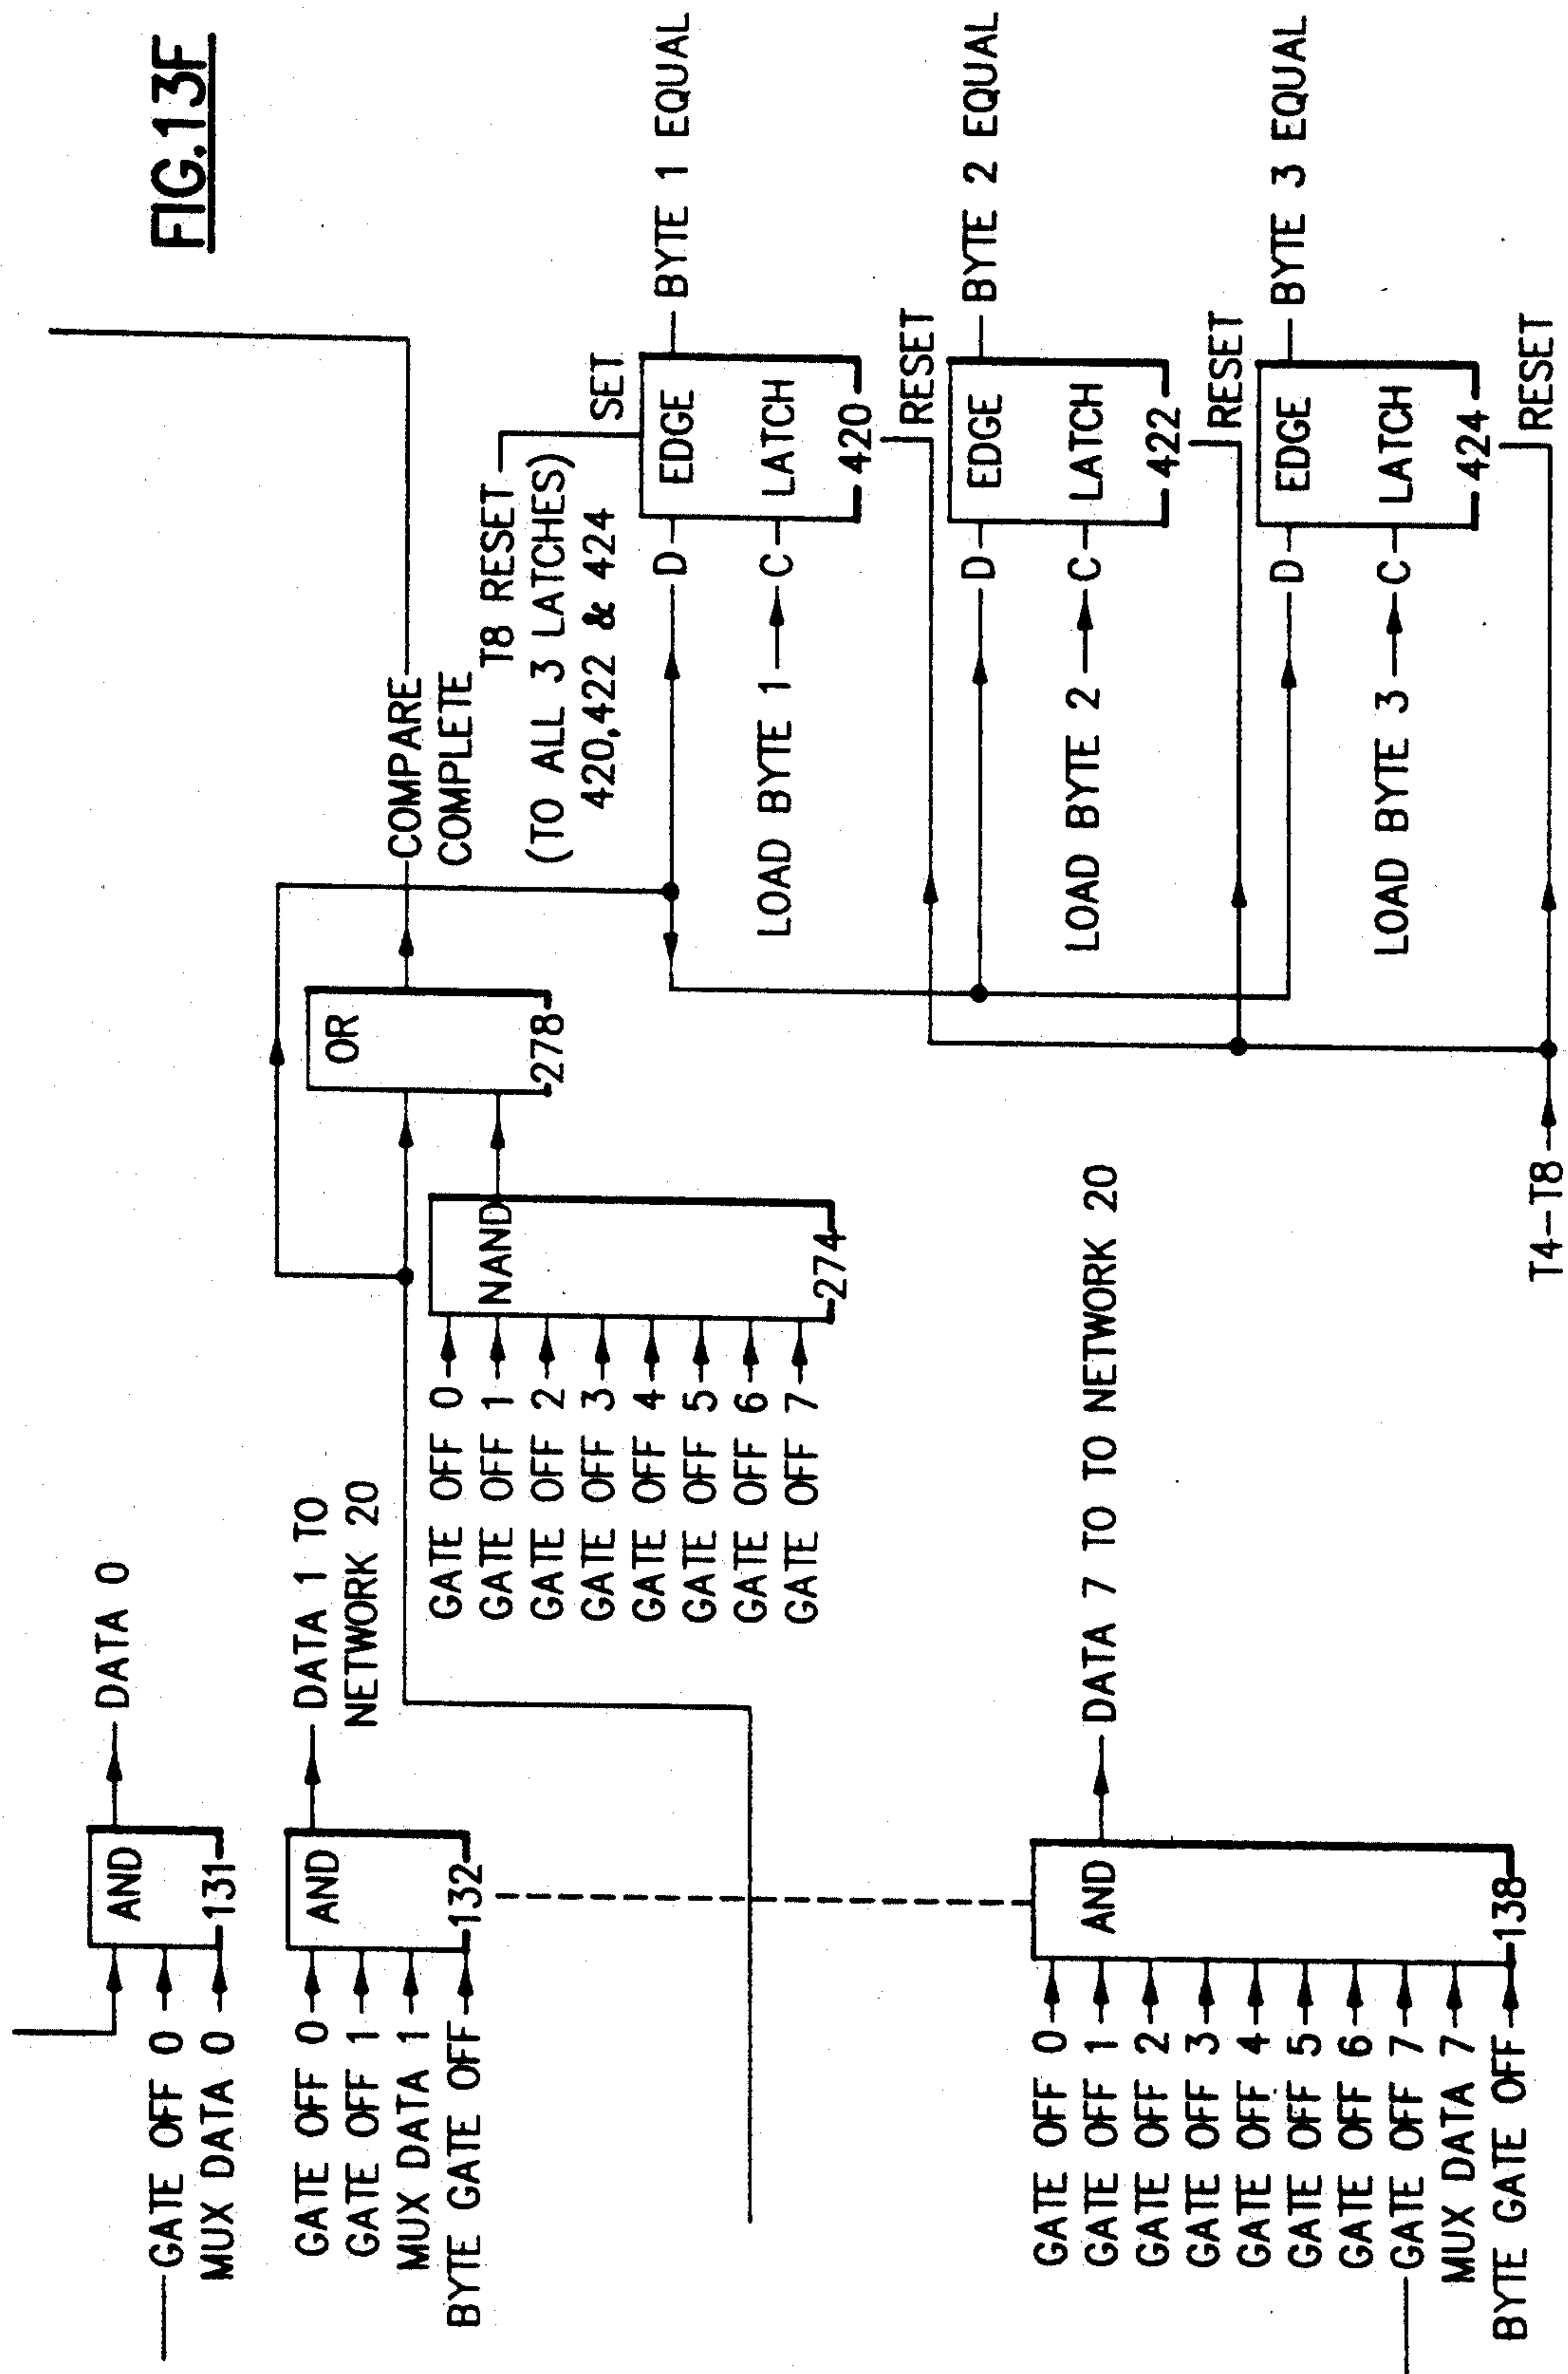 FIG.13F
AND
131
GATE OFF 0
MUX DATA 0
DATA 0
AND
132
GATE OFF 0
GATE OFF 1
MUX DATA 1
BYTE GATE OFF
DATA 1 TO
NETWORK 20
GATE OFF 0
GATE OFF 1
GATE OFF 2
GATE OFF 3
GATE OFF 4
GATE OFF 5
GATE OFF 6
GATE OFF 7
NAND
274
OR
278
COMPARE
COMPLETE
T8 RESET
(TO ALL 3 LATCHES)
420,422 & 424
SET
D
EDGE
BYTE 1 EQUAL
LOAD BYTE 1
C
LATCH
420
RESET
D
EDGE
BYTE 2 EQUAL
LOAD BYTE 2
C
LATCH
422
RESET
D
EDGE
BYTE 3 EQUAL
LOAD BYTE 3
C
LATCH
424
RESET
T4-T8
GATE OFF 0
GATE OFF 1
GATE OFF 2
GATE OFF 3
GATE OFF 4
GATE OFF 5
GATE OFF 6
GATE OFF 7
MUX DATA 7
BYTE GATE OFF
AND
138
DATA 7 TO TO NETWORK 20